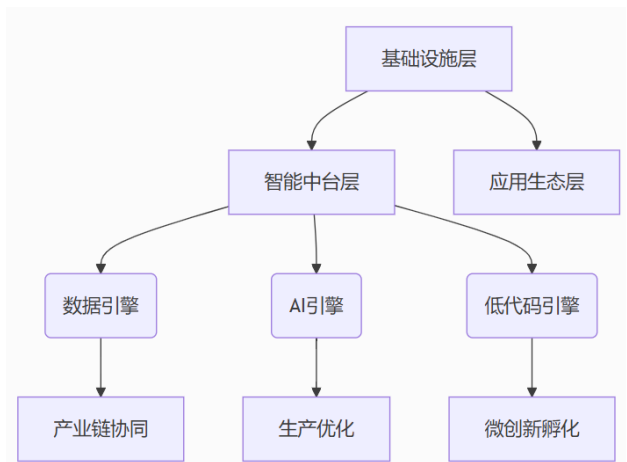 基础设施层
智能中台层
应用生态层
数据引擎
AI引擎
低代码引擎
产业链协同
生产优化
微创新孵化